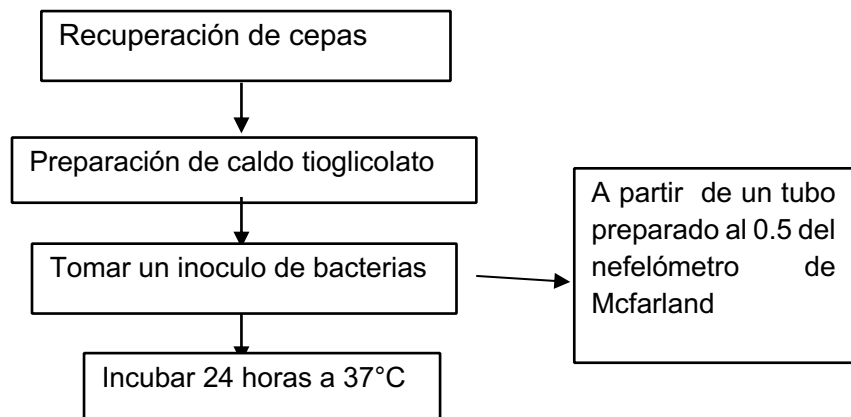 Recuperación de cepas
Preparación de caldo tioglicolato
Tomar un inoculo de bacterias
A partir de un tubo
preparado al 0.5 del
nefelómetro de
Mcfarland
Incubar 24 horas a 37°C